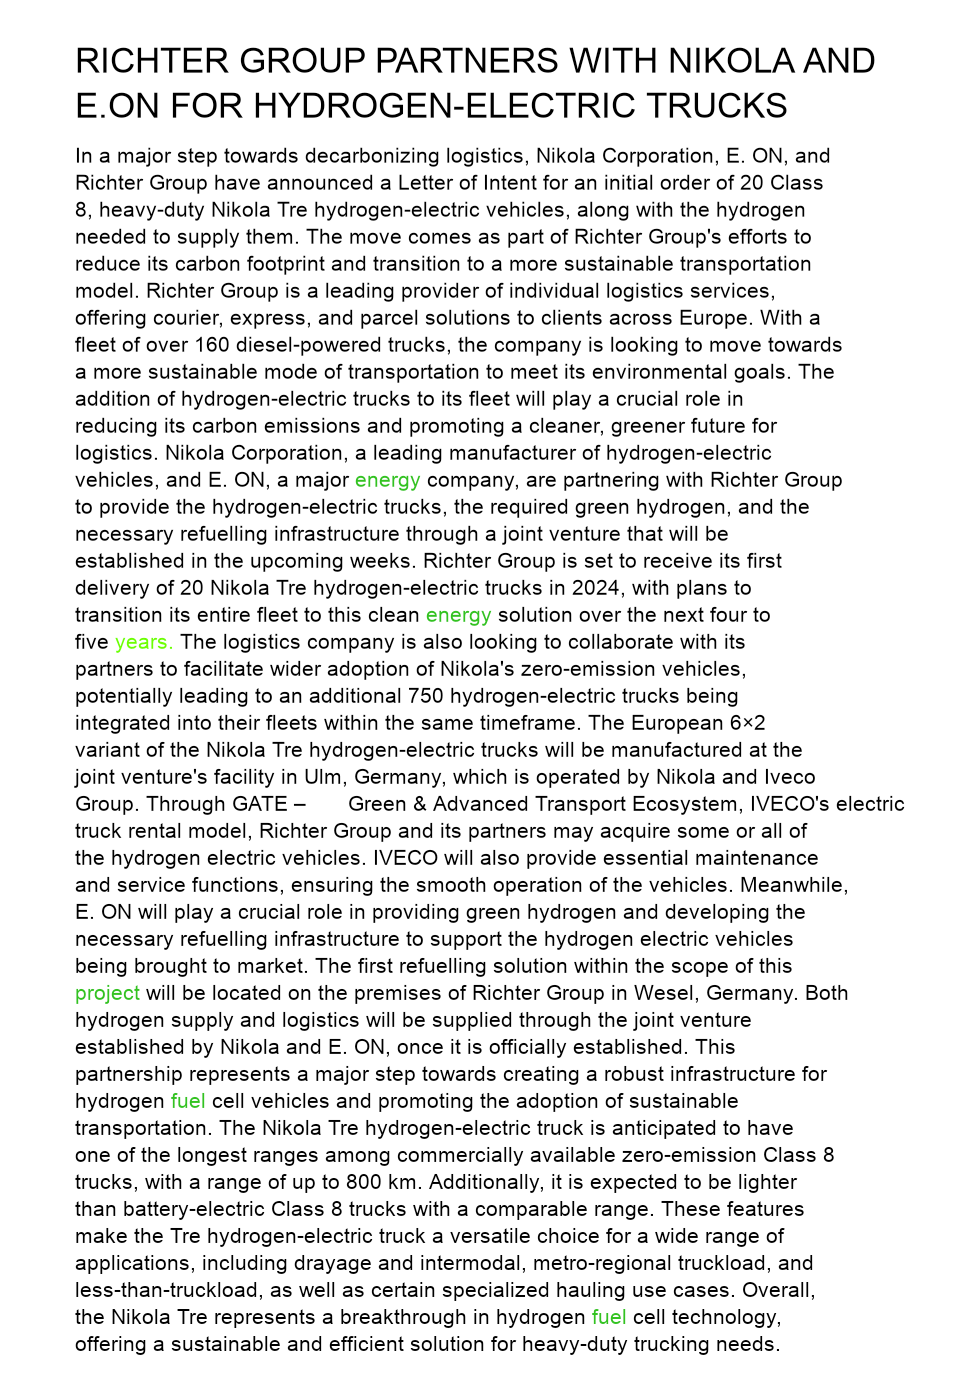 RICHTER GROUP PARTNERS WITH NIKOLA AND
E.ON FOR HYDROGEN-ELECTRIC TRUCKS
In a major step towards decarbonizing logistics, Nikola Corporation, E. ON, and
Richter Group have announced a Letter of Intent for an initial order of 20 Class
8, heavy-duty Nikola Tre hydrogen-electric vehicles, along with the hydrogen
needed to supply them. The move comes as part of Richter Group's efforts to
reduce its carbon footprint and transition to a more sustainable transportation
model. Richter Group is a leading provider of individual logistics services,
offering courier, express, and parcel solutions to clients across Europe. With a
fleet of over 160 diesel-powered trucks, the company is looking to move towards
a more sustainable mode of transportation to meet its environmental goals. The
addition of hydrogen-electric trucks to its fleet will play a crucial role in
reducing its carbon emissions and promoting a cleaner, greener future for
logistics. Nikola Corporation, a leading manufacturer of hydrogen-electric
vehicles, and E. ON, a major energy company, are partnering with Richter Group
to provide the hydrogen-electric trucks, the required green hydrogen, and the
necessary refuelling infrastructure through a joint venture that will be
established in the upcoming weeks. Richter Group is set to receive its first
delivery of 20 Nikola Tre hydrogen-electric trucks in 2024, with plans to
transition its entire fleet to this clean energy solution over the next four to
five years. The logistics company is also looking to collaborate with its
partners to facilitate wider adoption of Nikola's zero-emission vehicles,
potentially leading to an additional 750 hydrogen-electric trucks being
integrated into their fleets within the same timeframe. The European 6×2
variant of the Nikola Tre hydrogen-electric trucks will be manufactured at the
joint venture's facility in Ulm, Germany, which is operated by Nikola and Iveco
Group. Through GATE – Green & Advanced Transport Ecosystem, IVECO's electric
truck rental model, Richter Group and its partners may acquire some or all of
the hydrogen electric vehicles. IVECO will also provide essential maintenance
and service functions, ensuring the smooth operation of the vehicles. Meanwhile,
E. ON will play a crucial role in providing green hydrogen and developing the
necessary refuelling infrastructure to support the hydrogen electric vehicles
being brought to market. The first refuelling solution within the scope of this
project will be located on the premises of Richter Group in Wesel, Germany. Both
hydrogen supply and logistics will be supplied through the joint venture
established by Nikola and E. ON, once it is officially established. This
partnership represents a major step towards creating a robust infrastructure for
hydrogen fuel cell vehicles and promoting the adoption of sustainable
transportation. The Nikola Tre hydrogen-electric truck is anticipated to have
one of the longest ranges among commercially available zero-emission Class 8
trucks, with a range of up to 800 km. Additionally, it is expected to be lighter
than battery-electric Class 8 trucks with a comparable range. These features
make the Tre hydrogen-electric truck a versatile choice for a wide range of
applications, including drayage and intermodal, metro-regional truckload, and
less-than-truckload, as well as certain specialized hauling use cases. Overall,
the Nikola Tre represents a breakthrough in hydrogen fuel cell technology,
offering a sustainable and efficient solution for heavy-duty trucking needs.